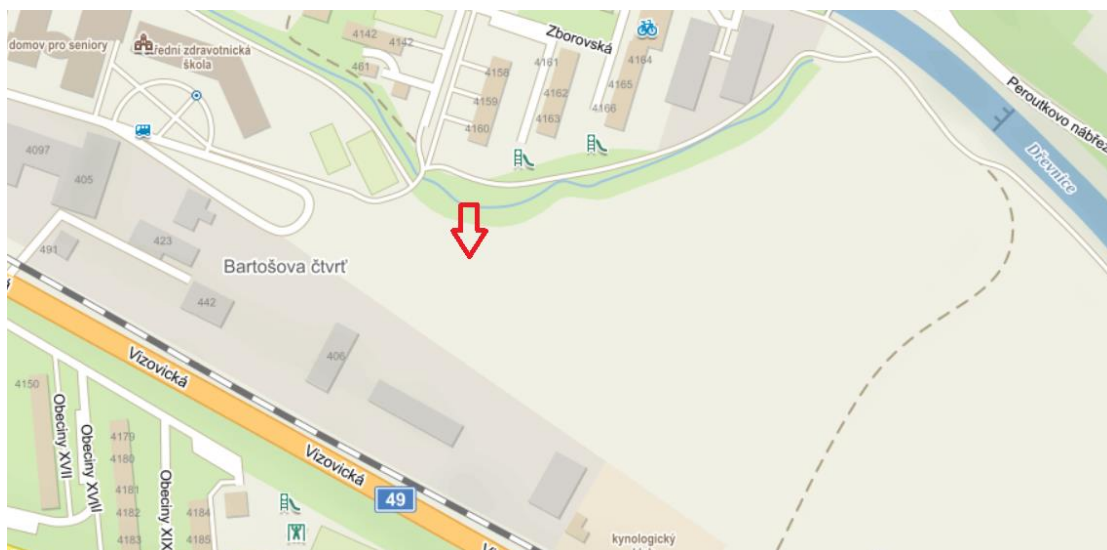 domov pro seniory
střední zdravotnická
škola
4142
4142
461
Zborovská
4158
4161
4164
4159
4162
4165
4160
4163
4166
Peroutkovo nábřež
Dřevnice
4097
405
423
491
442
Bartošova čtvrť
406
Vizovická
Vizovická
49
4150
Obeciny XVII
Obeciny XVIII
Obeciny XIX
4179
4180
4181
4182
4183
4184
4185
kynologický